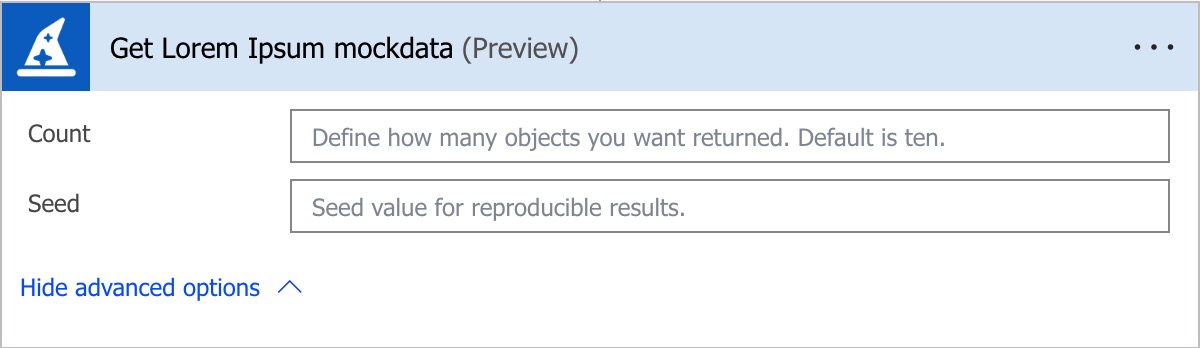 Get Lorem Ipsum mockdata (Preview)
Count
Define how many objects you want returned. Default is ten.
Seed
Seed value for reproducible results.
Hide advanced options